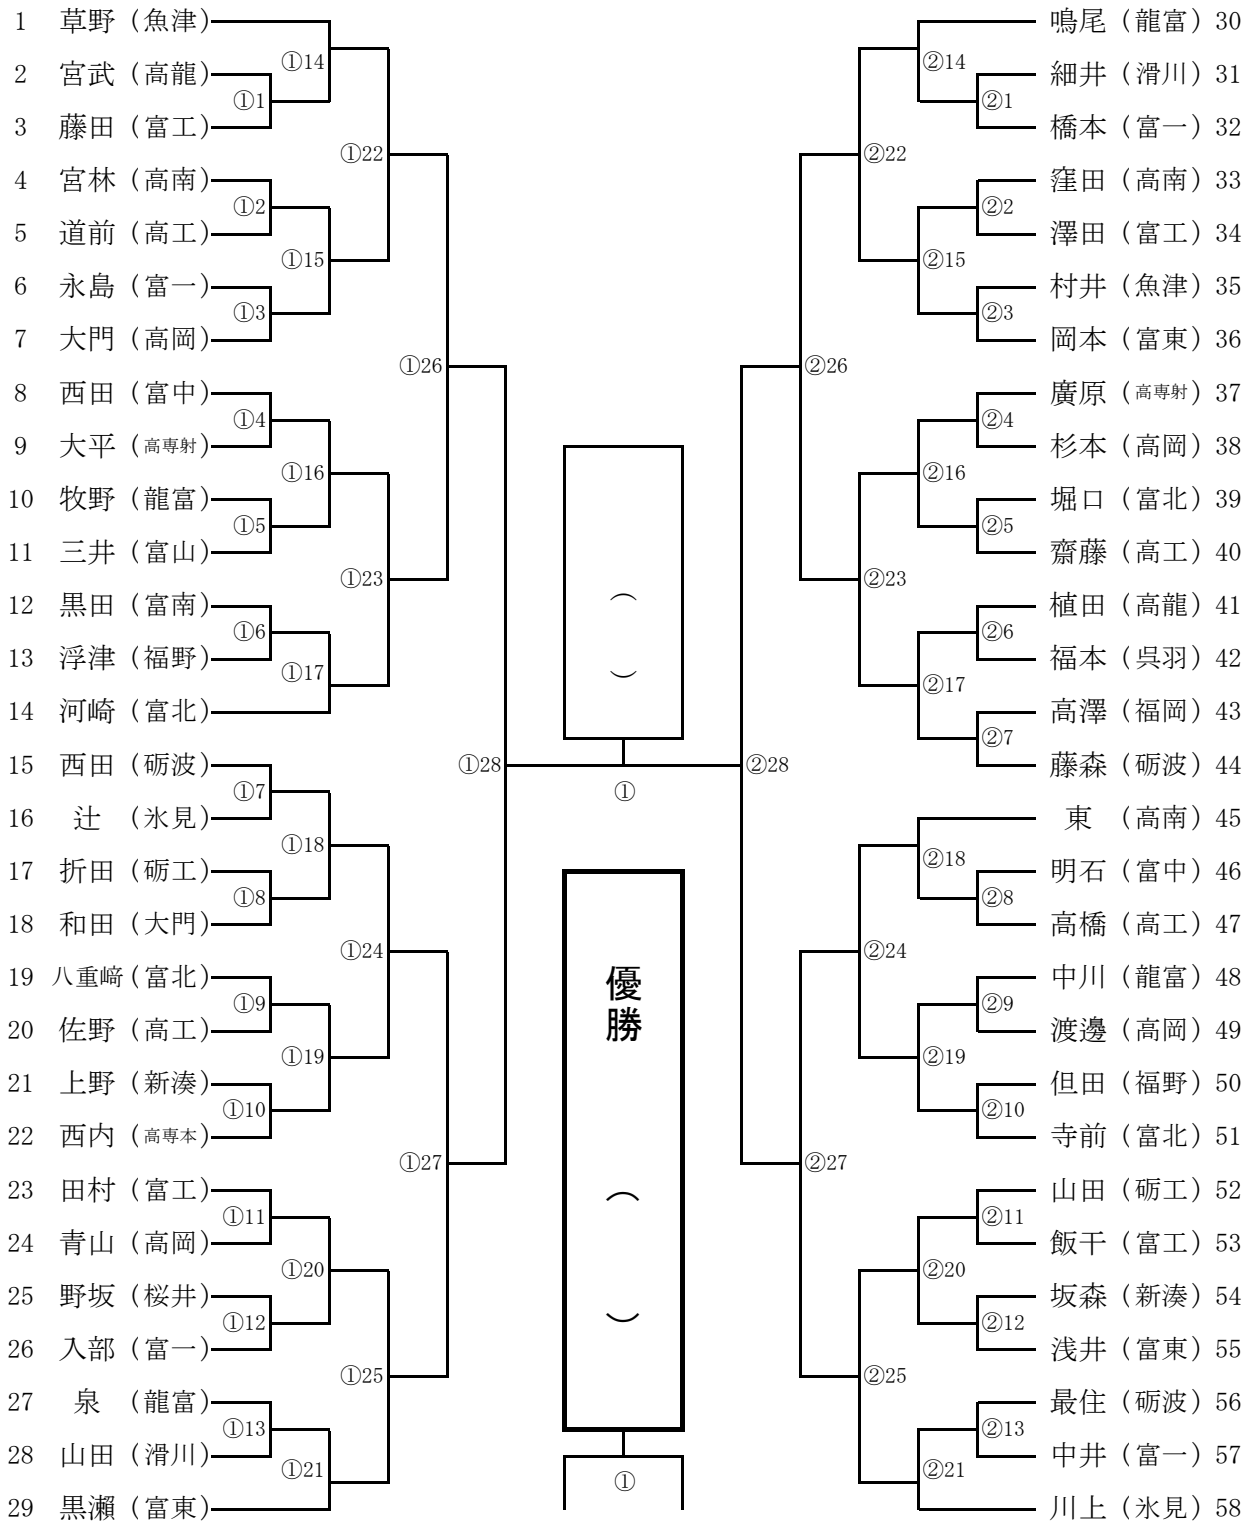 1 草野（魚津）
2 宮武（高龍）
3 藤田（富工）
4 宮林（高南）
5 道前（高工）
6 永島（富一）
7 大門（高岡）
8 西田（富中）
9 大平（高専射）
10 牧野（龍富）
11 三井（富山）
12 黒田（富南）
13 浮津（福野）
14 河崎（富北）
15 西田（砺波）
16 辻（氷見）
17 折田（砺工）
18 和田（大門）
19 八重﨑（富北）
20 佐野（高工）
21 上野（新湊）
22 西内（高専本）
23 田村（富工）
24 青山（高岡）
25 野坂（桜井）
26 入部（富一）
27 泉（龍富）
28 山田（滑川）
29 黒瀬（富東）
①1
①2
①3
①4
①5
①6
①7
①8
①9
①10
①11
①12
①13
①14
①15
①16
①17
①18
①19
①20
①21
①22
①23
①24
①25
①26
①27
①28
（ ）
①
優勝
（ ）
①
②28
②26
②27
②22
②23
②24
②25
②14
②15
②16
②17
②18
②19
②20
②21
②1
②2
②3
②4
②5
②6
②7
②8
②9
②10
②11
②12
②13
鳴尾（龍富）30
細井（滑川）31
橋本（富一）32
窪田（高南）33
澤田（富工）34
村井（魚津）35
岡本（富東）36
廣原（高専射）37
杉本（高岡）38
堀口（富北）39
齋藤（高工）40
植田（高龍）41
福本（呉羽）42
高澤（福岡）43
藤森（砺波）44
東（高南）45
明石（富中）46
高橋（高工）47
中川（龍富）48
渡邊（高岡）49
但田（福野）50
寺前（富北）51
山田（砺工）52
飯干（富工）53
坂森（新湊）54
浅井（富東）55
最住（砺波）56
中井（富一）57
川上（氷見）58